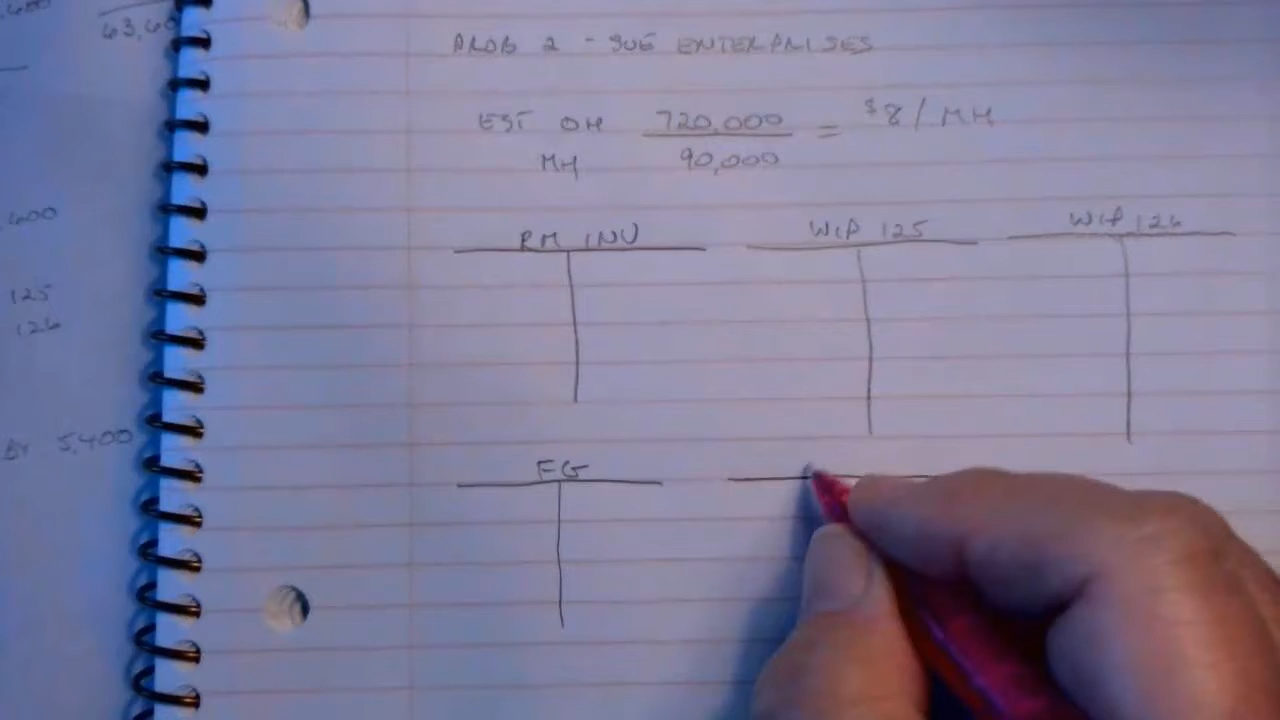 63,60
PROB 2 - SUE ENTERPRISES
EST OH 720,000 = $8/MH
MH 90,000
RM INV WIP 125 WIP 126
125
126
5,400
FG